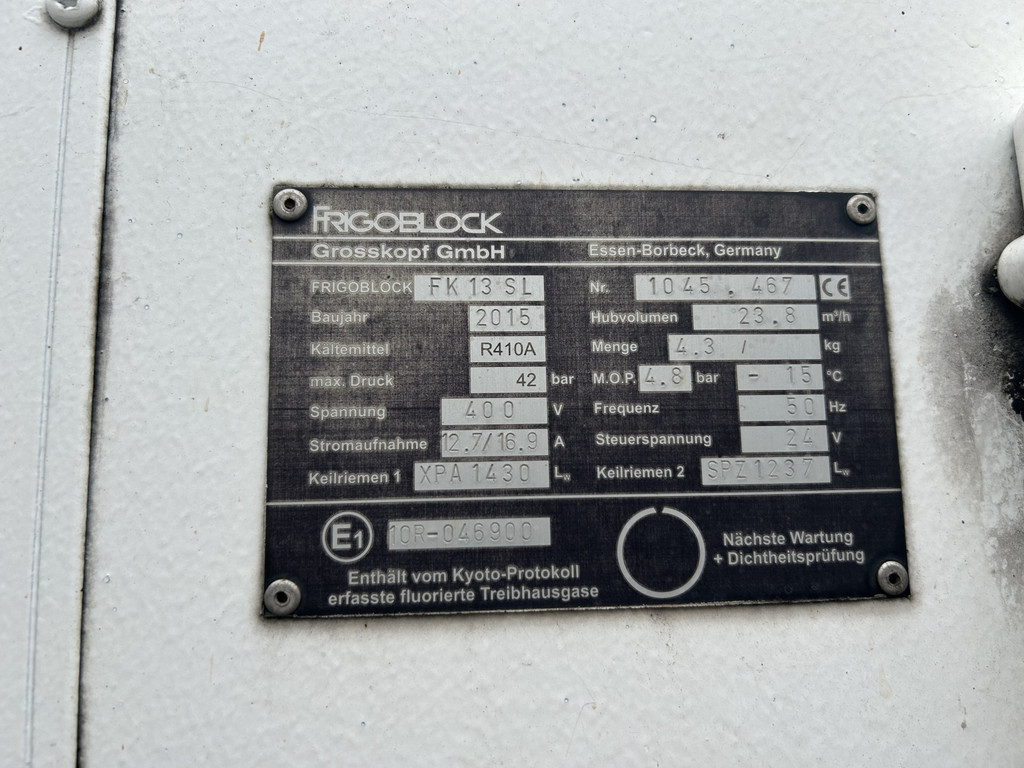 FRIGOBLOCK
Grosskopf GmbH Essen-Borbeck, Germany
FRIGOBLOCK FK 13 SL Nr. 1045.467 CE
Baujahr 2015 Hubvolumen 23.8 m³/h
Kältemittel R410A Menge 4.3 / kg
max. Druck 42 bar M.O.P. 4.8 bar - 15 °C
Spannung 400 V Frequenz 50 Hz
Stromaufnahme 12.7/16.9 A Steuerspannung 24 V
Keilriemen 1 XPA 1430 Lw Keilriemen 2 SPZ1237 Lw
E1 10R-046900
Nächste Wartung
+ Dichtheitsprüfung
Enthält vom Kyoto-Protokoll
erfasste fluorierte Treibhausgase